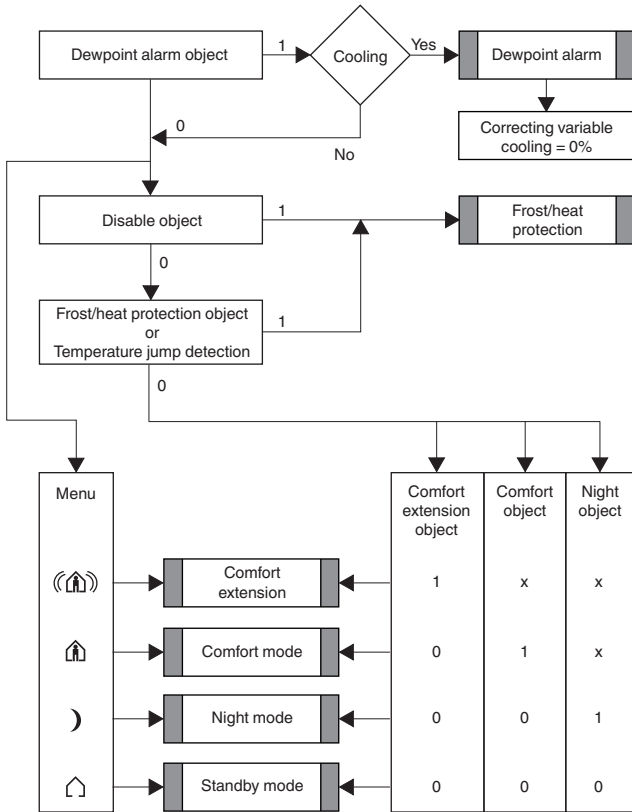 Dewpoint alarm object
1
Cooling
Yes
Dewpoint alarm
0
No
Correcting variable
cooling = 0%
Disable object
1
Frost/heat
protection
0
Frost/heat protection object
or
Temperature jump detection
1
0
Menu
Comfort
extension
object
Comfort
object
Night
object
Comfort
extension
1 x x
Comfort mode
0 1 x
Night mode
0 0 1
Standby mode
0 0 0